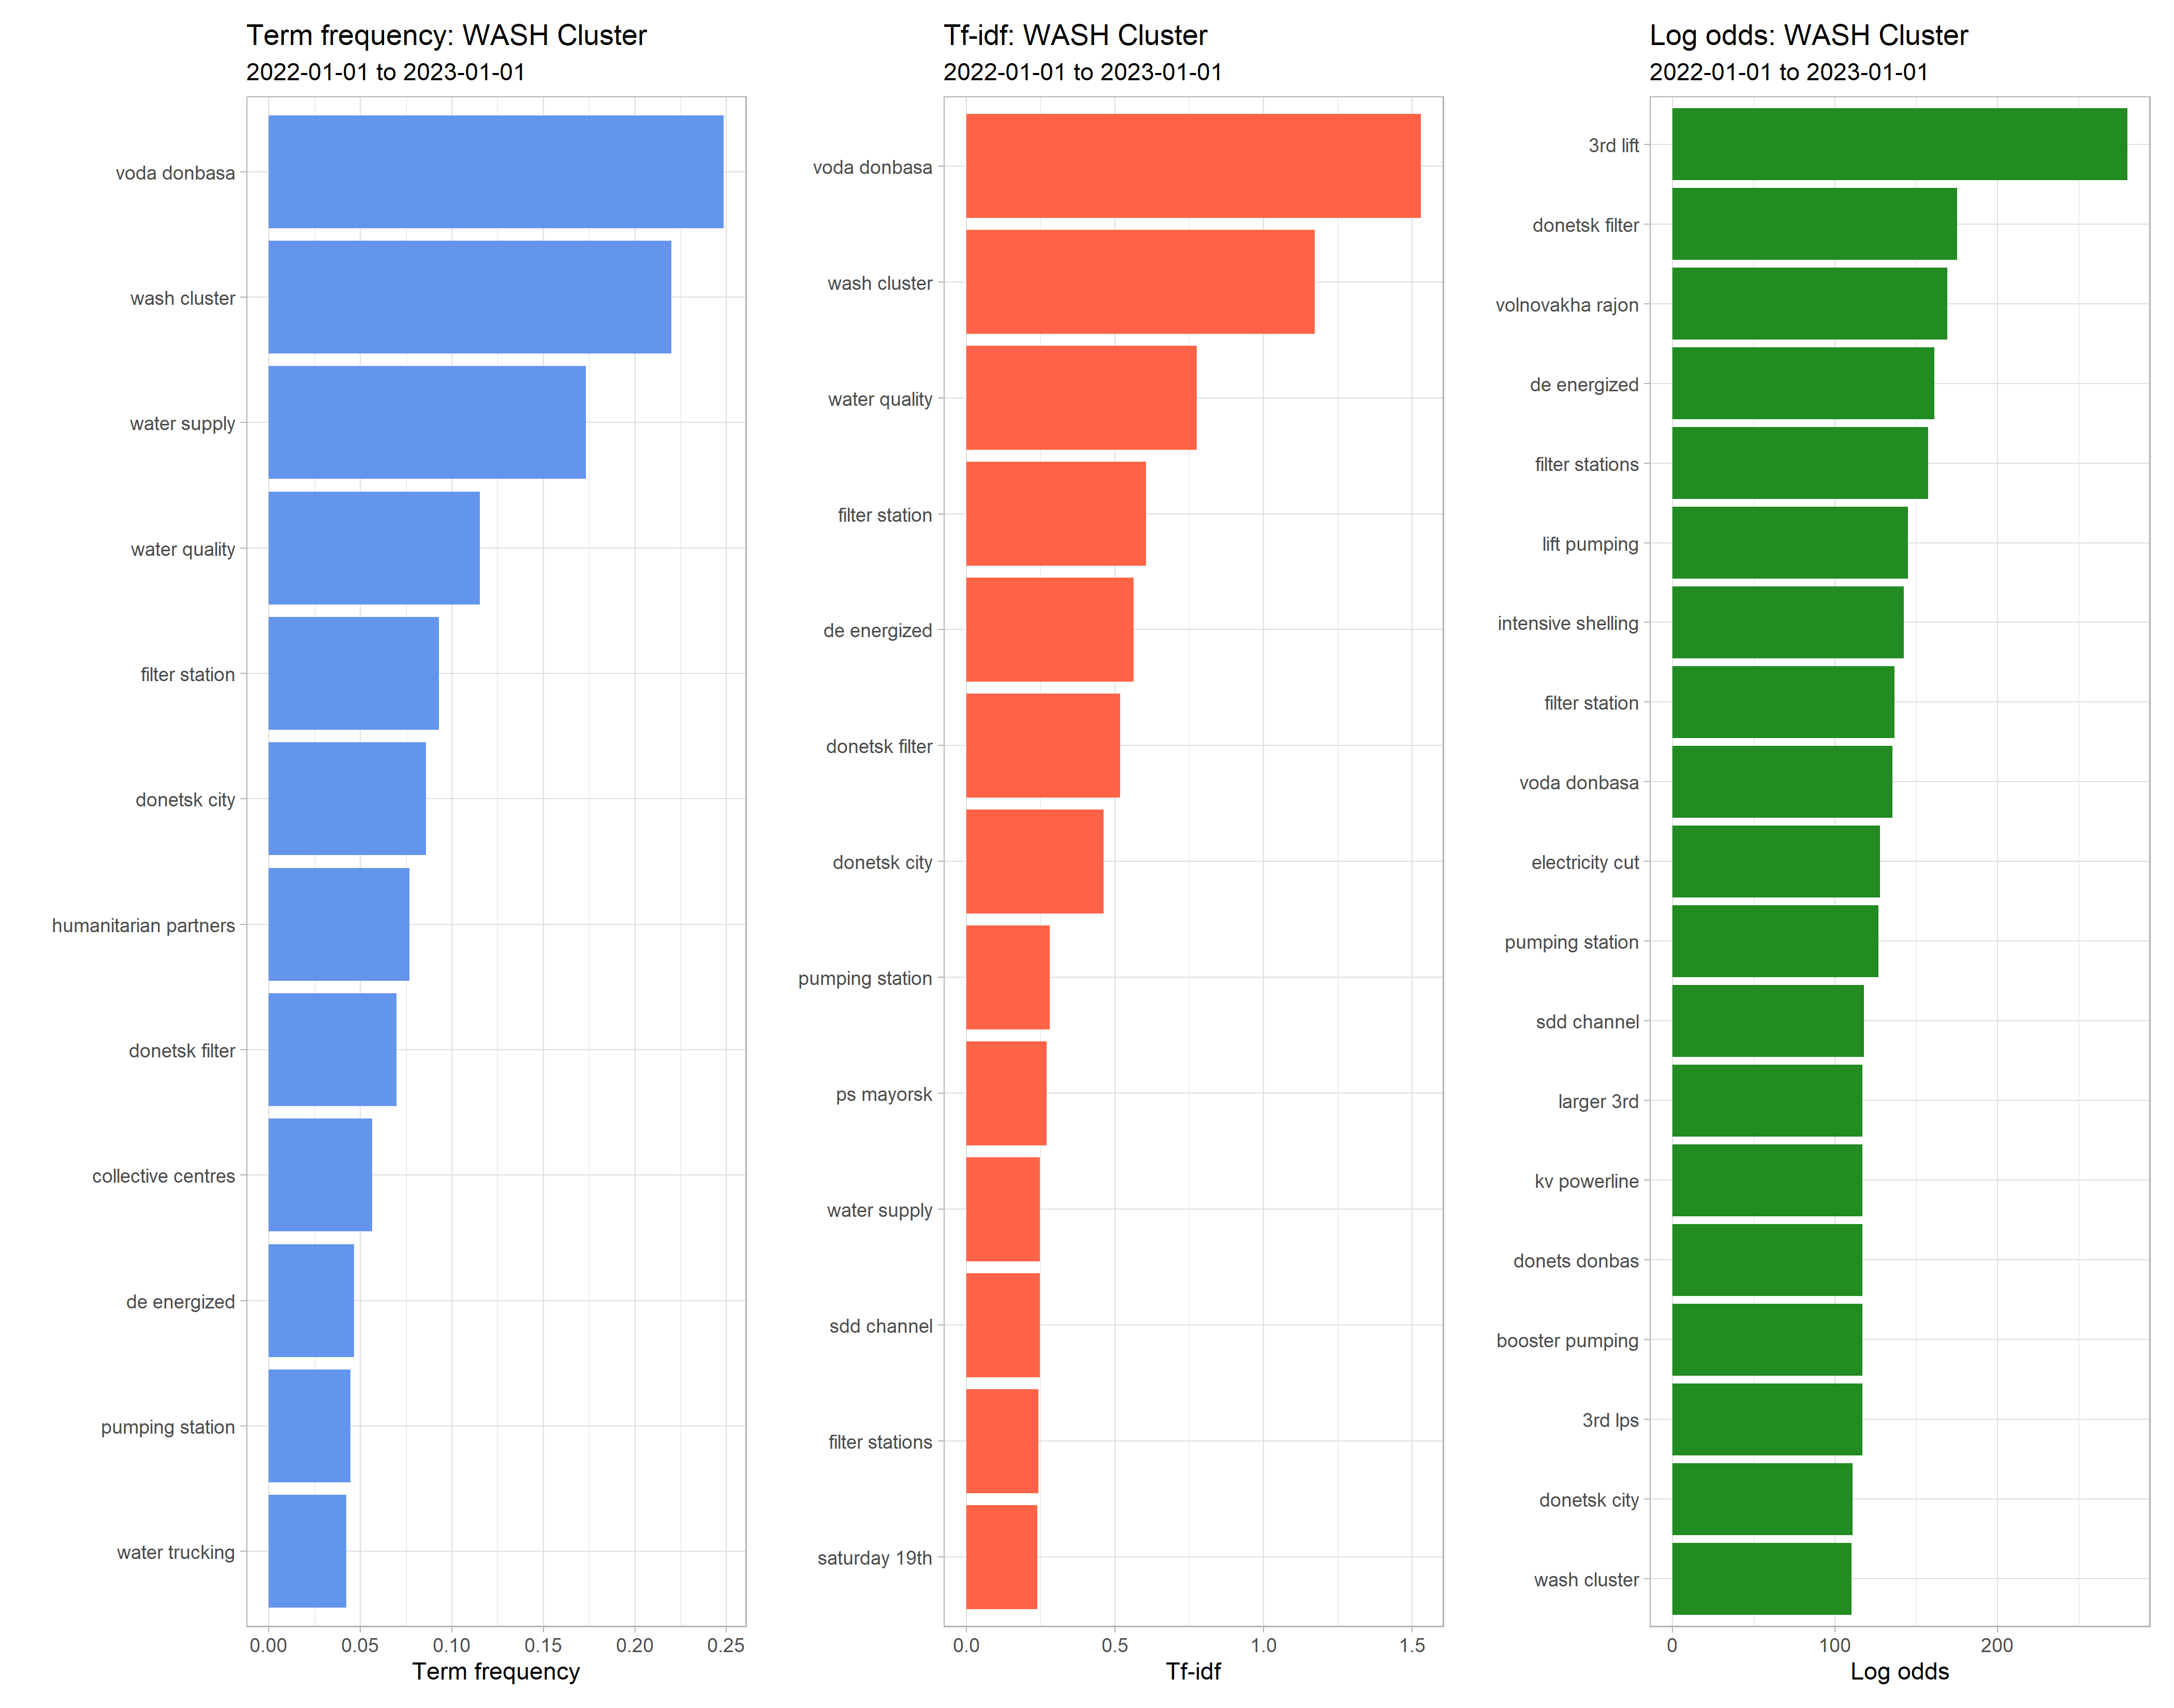 Term frequency: WASH Cluster
2022-01-01 to 2023-01-01
voda donbasa
wash cluster
water supply
water quality
filter station
donetsk city
humanitarian partners
donetsk filter
collective centres
de energized
pumping station
water trucking
0.00 0.05 0.10 0.15 0.20 0.25
Term frequency
Tf-idf: WASH Cluster
2022-01-01 to 2023-01-01
voda donbasa
wash cluster
water quality
filter station
de energized
donetsk filter
donetsk city
pumping station
ps mayorsk
water supply
sdd channel
filter stations
saturday 19th
0.0 0.5 1.0 1.5
Tf-idf
Log odds: WASH Cluster
2022-01-01 to 2023-01-01
3rd lift
donetsk filter
volnovakha rajon
de energized
filter stations
lift pumping
intensive shelling
filter station
voda donbasa
electricity cut
pumping station
sdd channel
larger 3rd
kv powerline
donets donbas
booster pumping
3rd lps
donetsk city
wash cluster
0 100 200
Log odds